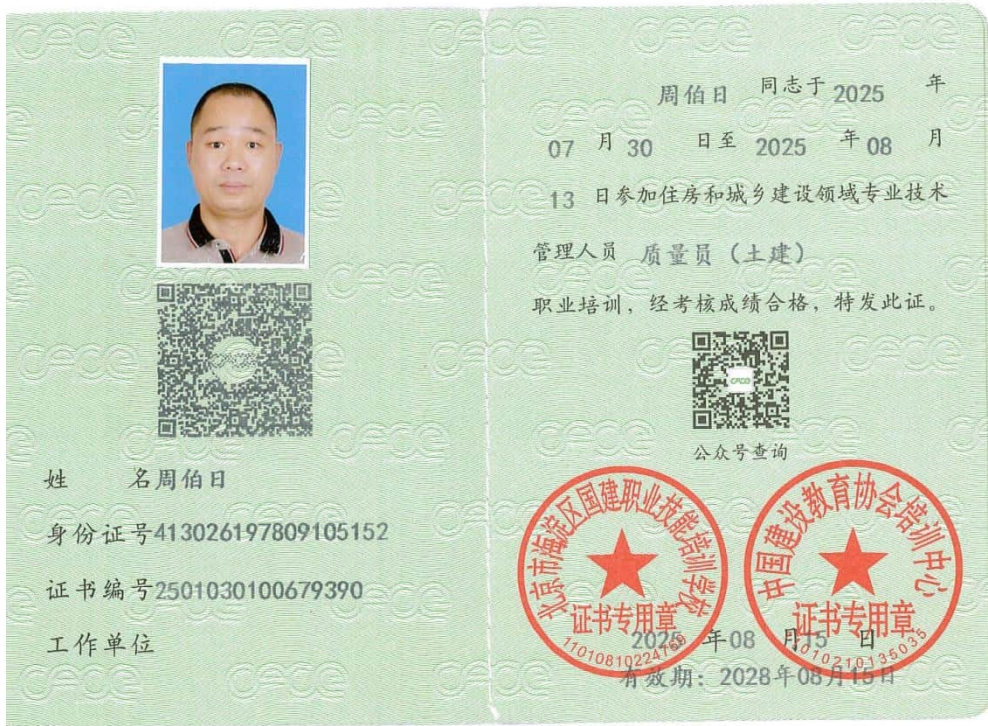 姓 名周伯日
身份证号413026197809105152
证书编号2501030100679390
工作单位
周伯日 同志于 2025 年
07 月 30 日至 2025 年 08 月
13 日参加住房和城乡建设领域专业技术
管理人员 质量员（土建）
职业培训，经考核成绩合格，特发此证。
CECE
公众号查询
北京市海淀区国建职业技能培训学校
证书专用章
中国建设教育协会培训中心
证书专用章
2025 年08 月15 日
有效期：2028年08月15日